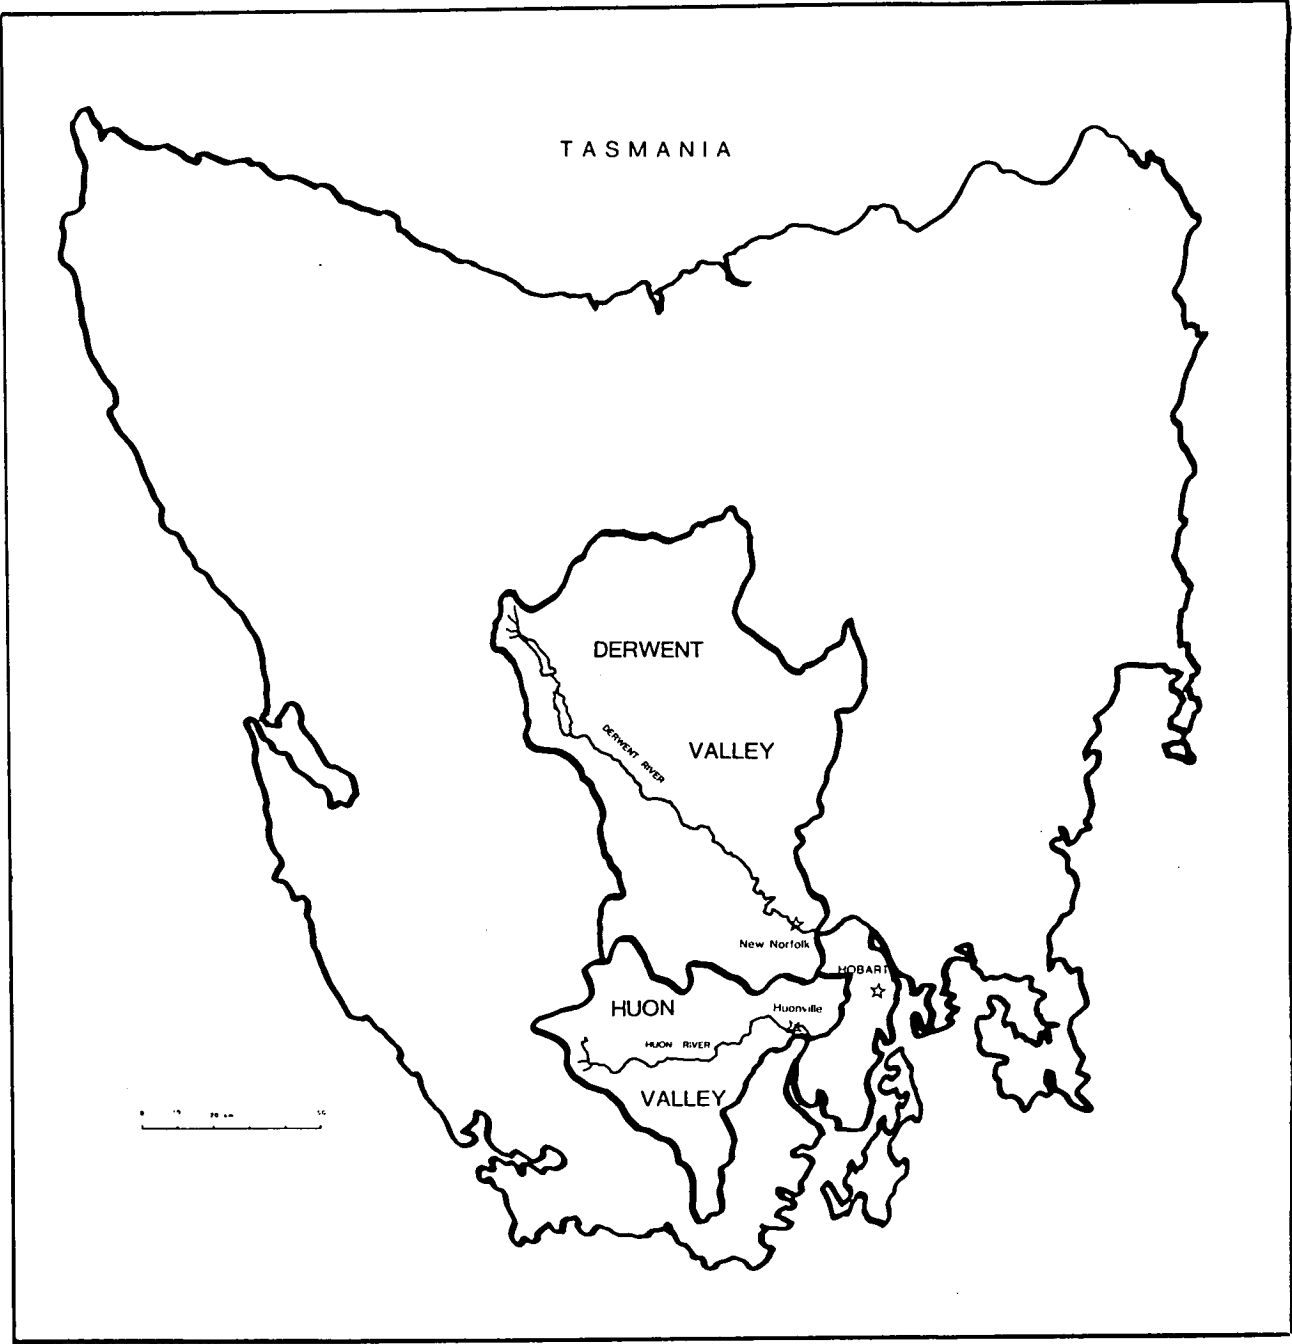 TASMANIA
DERWENT
VALLEY
DERWENT RIVER
New Norfolk
HOBART
HUON
Huonville
HUON RIVER
VALLEY